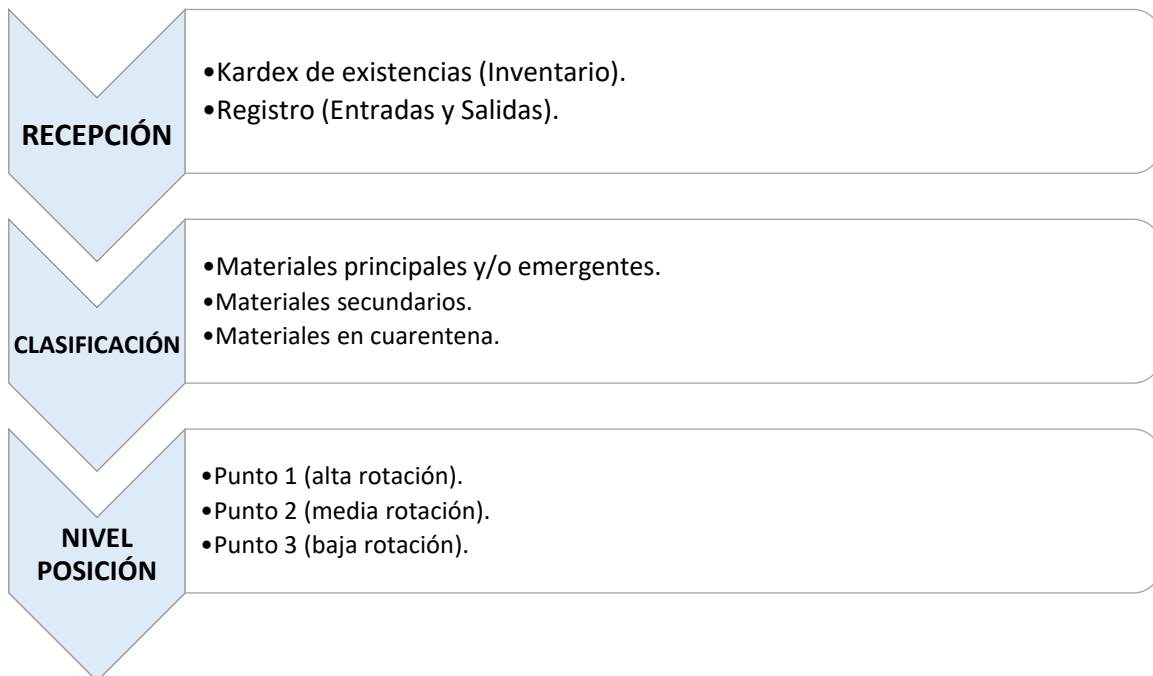 RECEPCIÓN
•Kardex de existencias (Inventario).
•Registro (Entradas y Salidas).
CLASIFICACIÓN
•Materiales principales y/o emergentes.
•Materiales secundarios.
•Materiales en cuarentena.
NIVEL
POSICIÓN
•Punto 1 (alta rotación).
•Punto 2 (media rotación).
•Punto 3 (baja rotación).